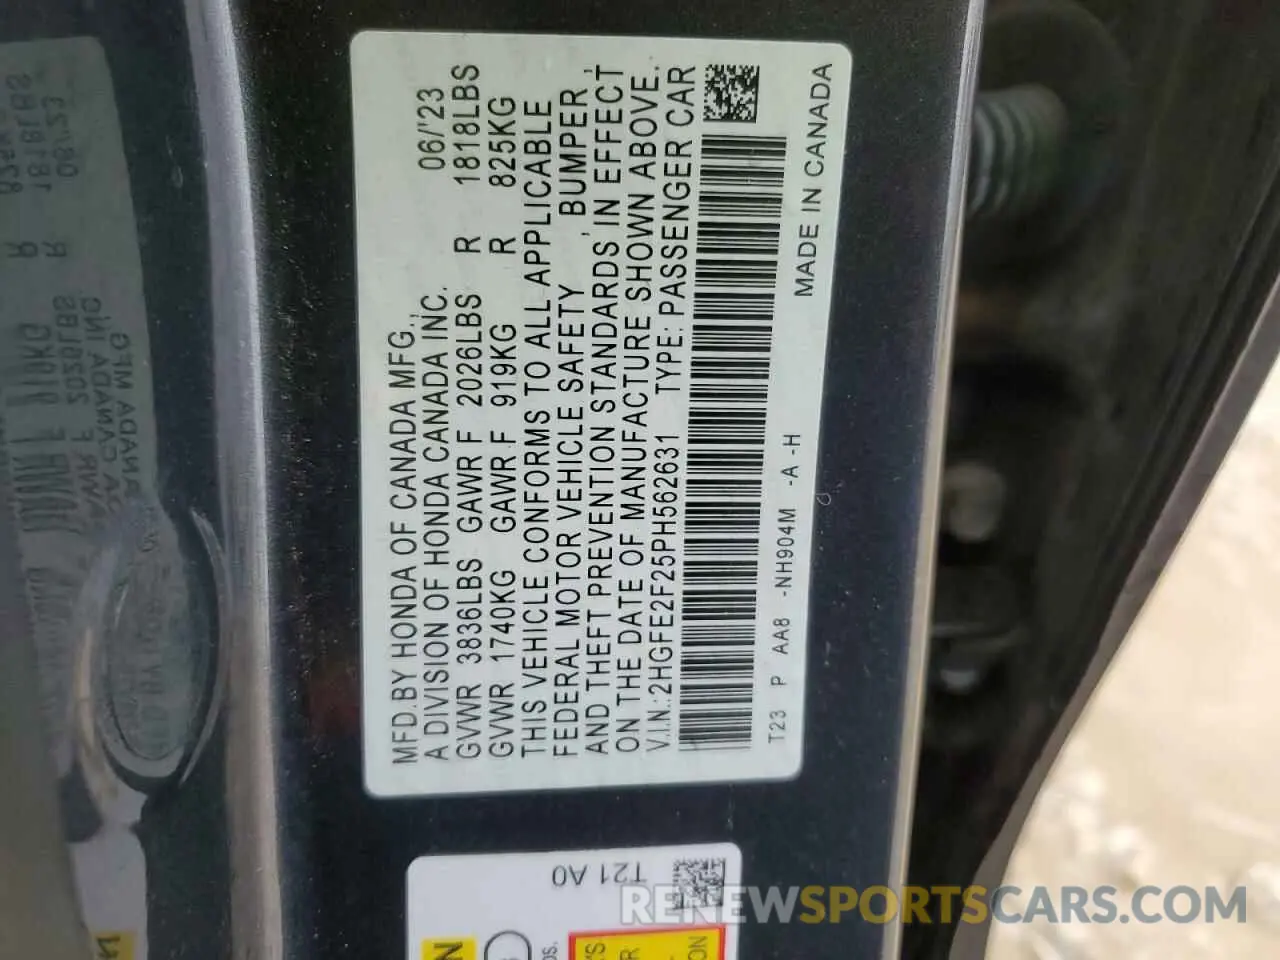 MFD.BY HONDA OF CANADA MFG., 06/'23
A DIVISION OF HONDA CANADA INC.
GVWR 3836LBS GAWR F 2026LBS R 1818LBS
GVWR 1740KG GAWR F 919KG R 825KG
THIS VEHICLE CONFORMS TO ALL APPLICABLE
FEDERAL MOTOR VEHICLE SAFETY , BUMPER ,
AND THEFT PREVENTION STANDARDS IN EFFECT
ON THE DATE OF MANUFACTURE SHOWN ABOVE.
V.I.N.:2HGFE2F25PH562631 TYPE: PASSENGER CAR
T23 P AA8 -NH904M -A -H MADE IN CANADA
T21 A0
RENEWSPORTSCARS.COM